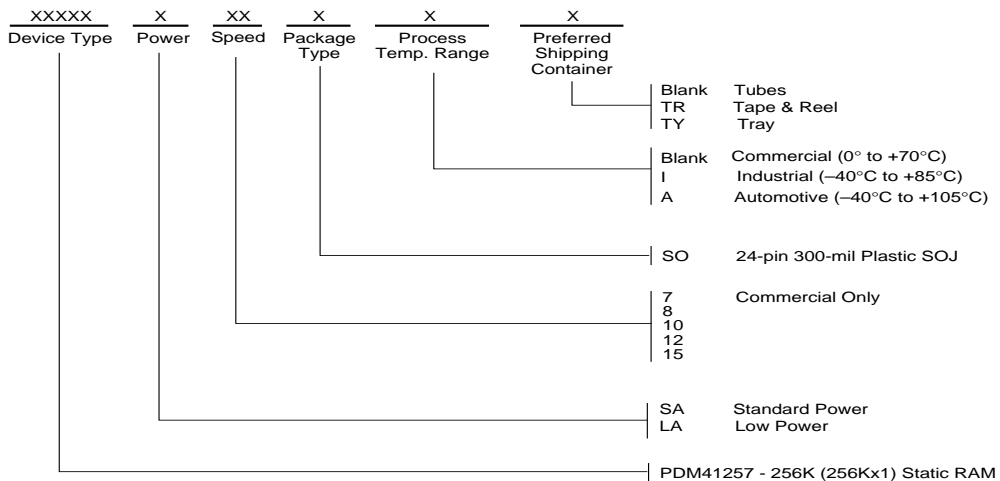 XXXXX X XX X X X
Device Type Power Speed Package Type Process Temp. Range Preferred Shipping Container
Blank Tubes
TR Tape & Reel
TY Tray
Blank Commercial (0° to +70°C)
I Industrial (–40°C to +85°C)
A Automotive (–40°C to +105°C)
SO 24-pin 300-mil Plastic SOJ
7 Commercial Only
8
10
12
15
SA Standard Power
LA Low Power
PDM41257 - 256K (256Kx1) Static RAM